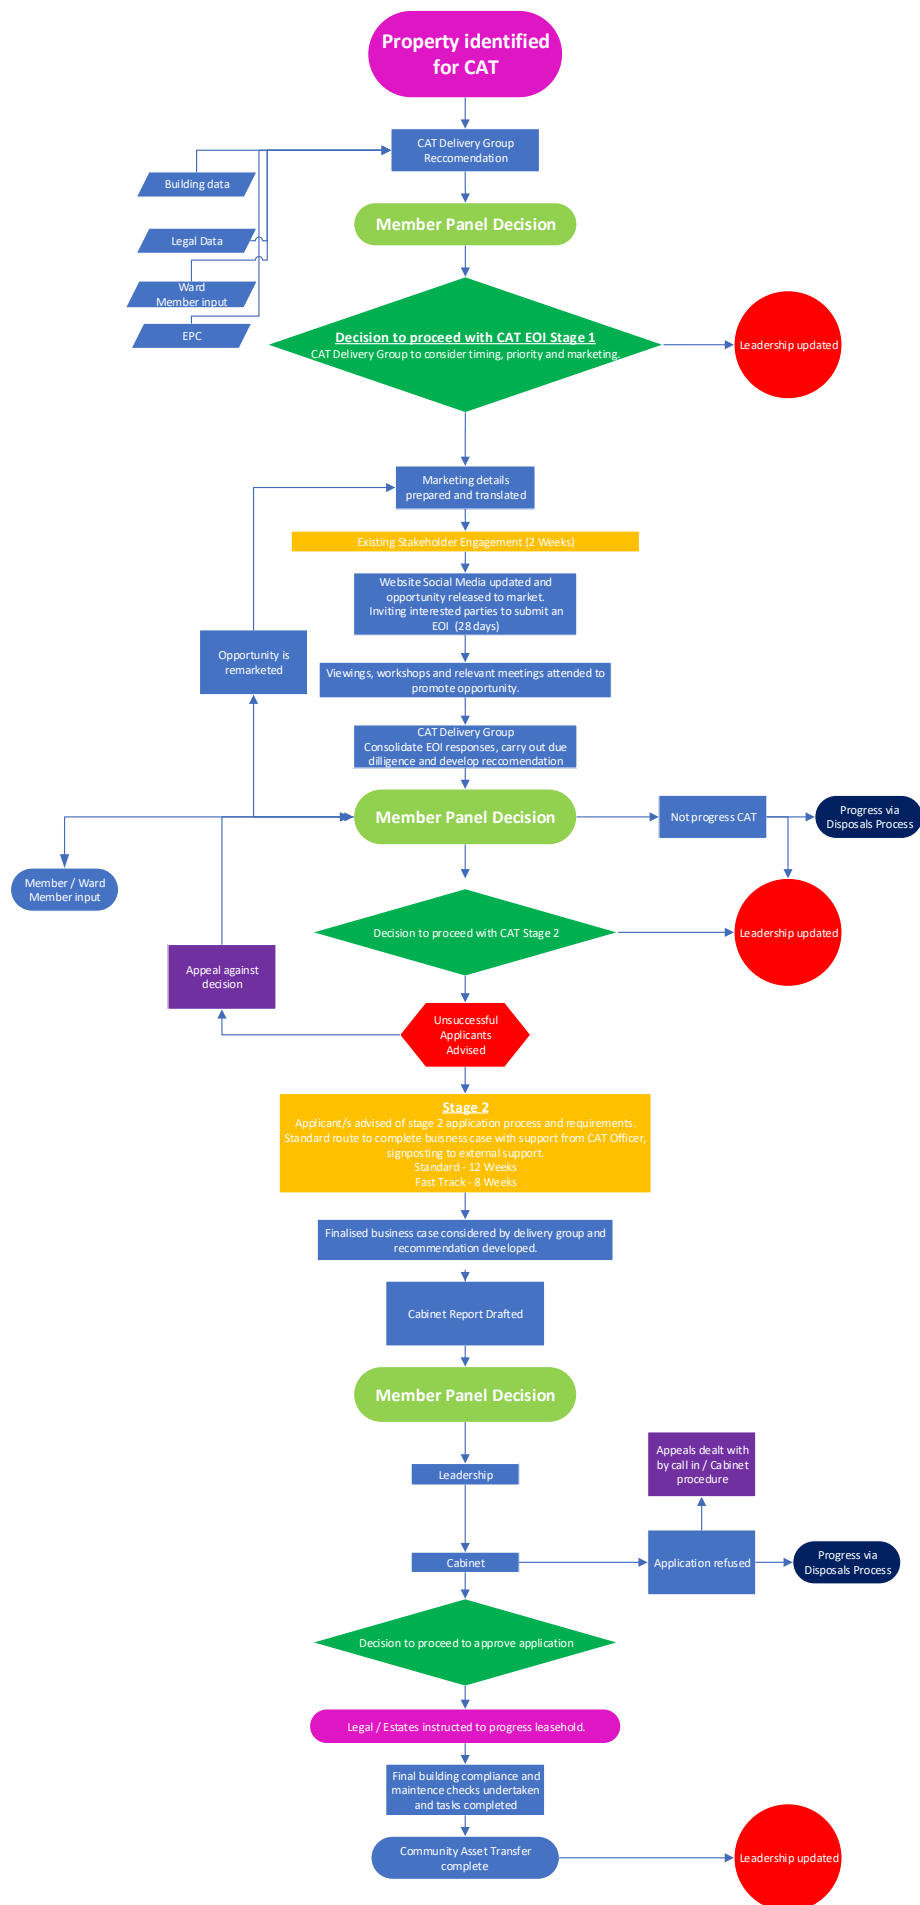 Property identified
for CAT
CAT Delivery Group
Reccomendation
Building data
Member Panel Decision
Legal Data
Ward
Member input
EPC
Decision to proceed with CAT EOI Stage 1
CAT Delivery Group to consider timing, priority and marketing.
Leadership updated
Marketing details
prepared and translated
Existing Stakeholder Engagement (2 Weeks)
Website Social Media updated and
opportunity released to market.
Inviting interested parties to submit an
EOI (28 days)
Opportunity is
remarketed
Viewings, workshops and relevant meetings attended to
promote opportunity.
CAT Delivery Group
Consolidate EOI responses, carry out due
dilligence and develop reccomendation
Member Panel Decision
Not progress CAT
Progress via
Disposals Process
Member / Ward
Member input
Decision to proceed with CAT Stage 2
Leadership updated
Appeal against
decision
Unsuccessful
Applicants
Advised
Stage 2
Applicant/s advised of stage 2 application process and requirements.
Standard route to complete buisness case with support from CAT Officer,
signposting to external support.
Standard - 12 Weeks
Fast Track - 8 Weeks
Finalised business case considered by delivery group and
recommendation developed.
Cabinet Report Drafted
Member Panel Decision
Appeals dealt with
by call in / Cabinet
procedure
Leadership
Cabinet
Application refused
Progress via
Disposals Process
Decision to proceed to approve application
Legal / Estates instructed to progress leasehold.
Final building compliance and
maintence checks undertaken
and tasks completed
Community Asset Transfer
complete
Leadership updated